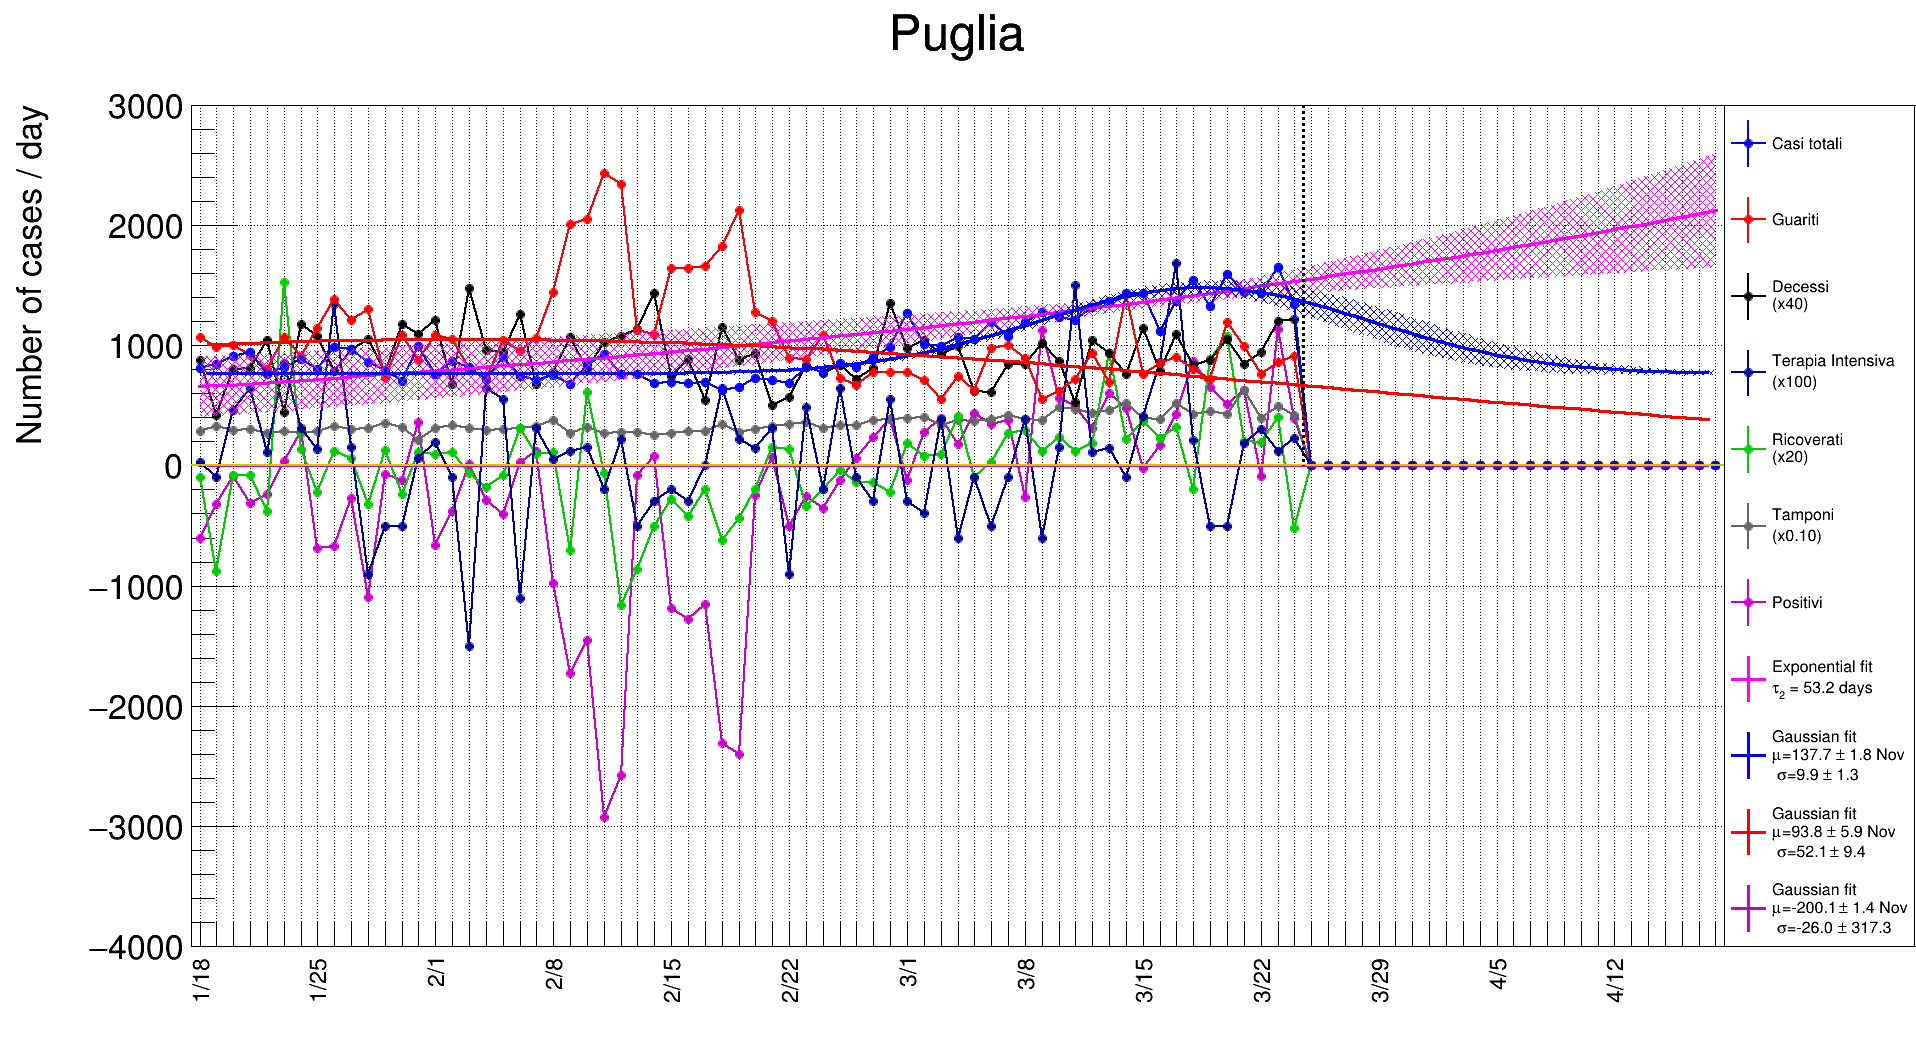 Puglia
Number of cases / day
3000
2000
1000
0
−1000
−2000
−3000
−4000
1/18
1/25
2/1
2/8
2/15
2/22
3/1
3/8
3/15
3/22
3/29
4/5
4/12
Casi totali
Guariti
Decessi
(x40)
Terapia Intensiva
(x100)
Ricoverati
(x20)
Tamponi
(x0.10)
Positivi
Exponential fit
τ2 = 53.2 days
Gaussian fit
μ=137.7 ± 1.8 Nov
σ=9.9 ± 1.3
Gaussian fit
μ=93.8 ± 5.9 Nov
σ=52.1 ± 9.4
Gaussian fit
μ=-200.1 ± 1.4 Nov
σ=-26.0 ± 317.3